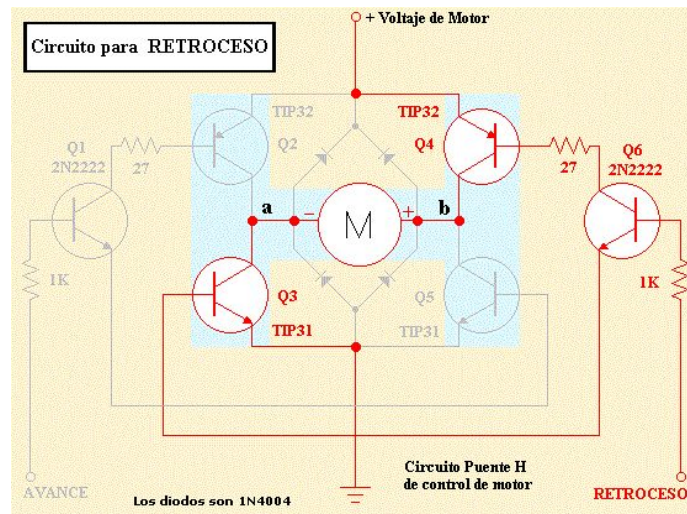 Circuito para RETROCESO
+ Voltaje de Motor
TIP32
TIP32
Q1
2N2222
27
Q2
Q4
27
Q6
2N2222
a
b
−
M
+
1K
Q3
Q5
1K
TIP31
TIP31
AVANCE
Los diodos son 1N4004
Circuito Puente H
de control de motor
RETROCESO